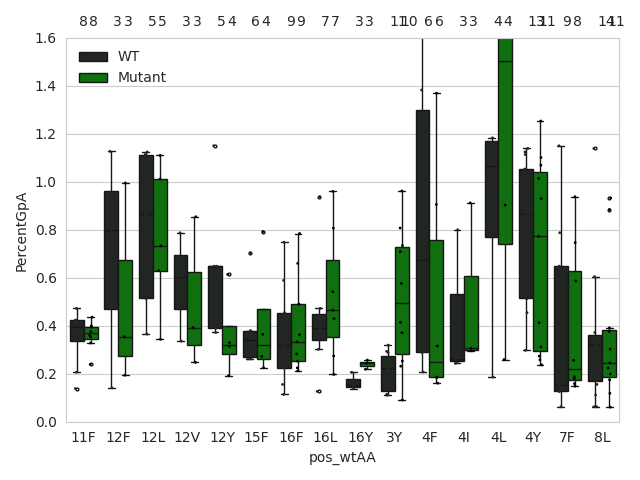 8 8 3 3 5 5 3 3 5 4 6 4 9 9 7 7 3 3 11 10 6 6 3 3 4 4 13 11 9 8 14 11
1.6
WT
Mutant
1.4
1.2
1.0
0.8
0.6
0.4
0.2
0.0
PercentGpA
11F 12F 12L 12V 12Y 15F 16F 16L 16Y 3Y 4F 4I 4L 4Y 7F 8L
pos_wtAA